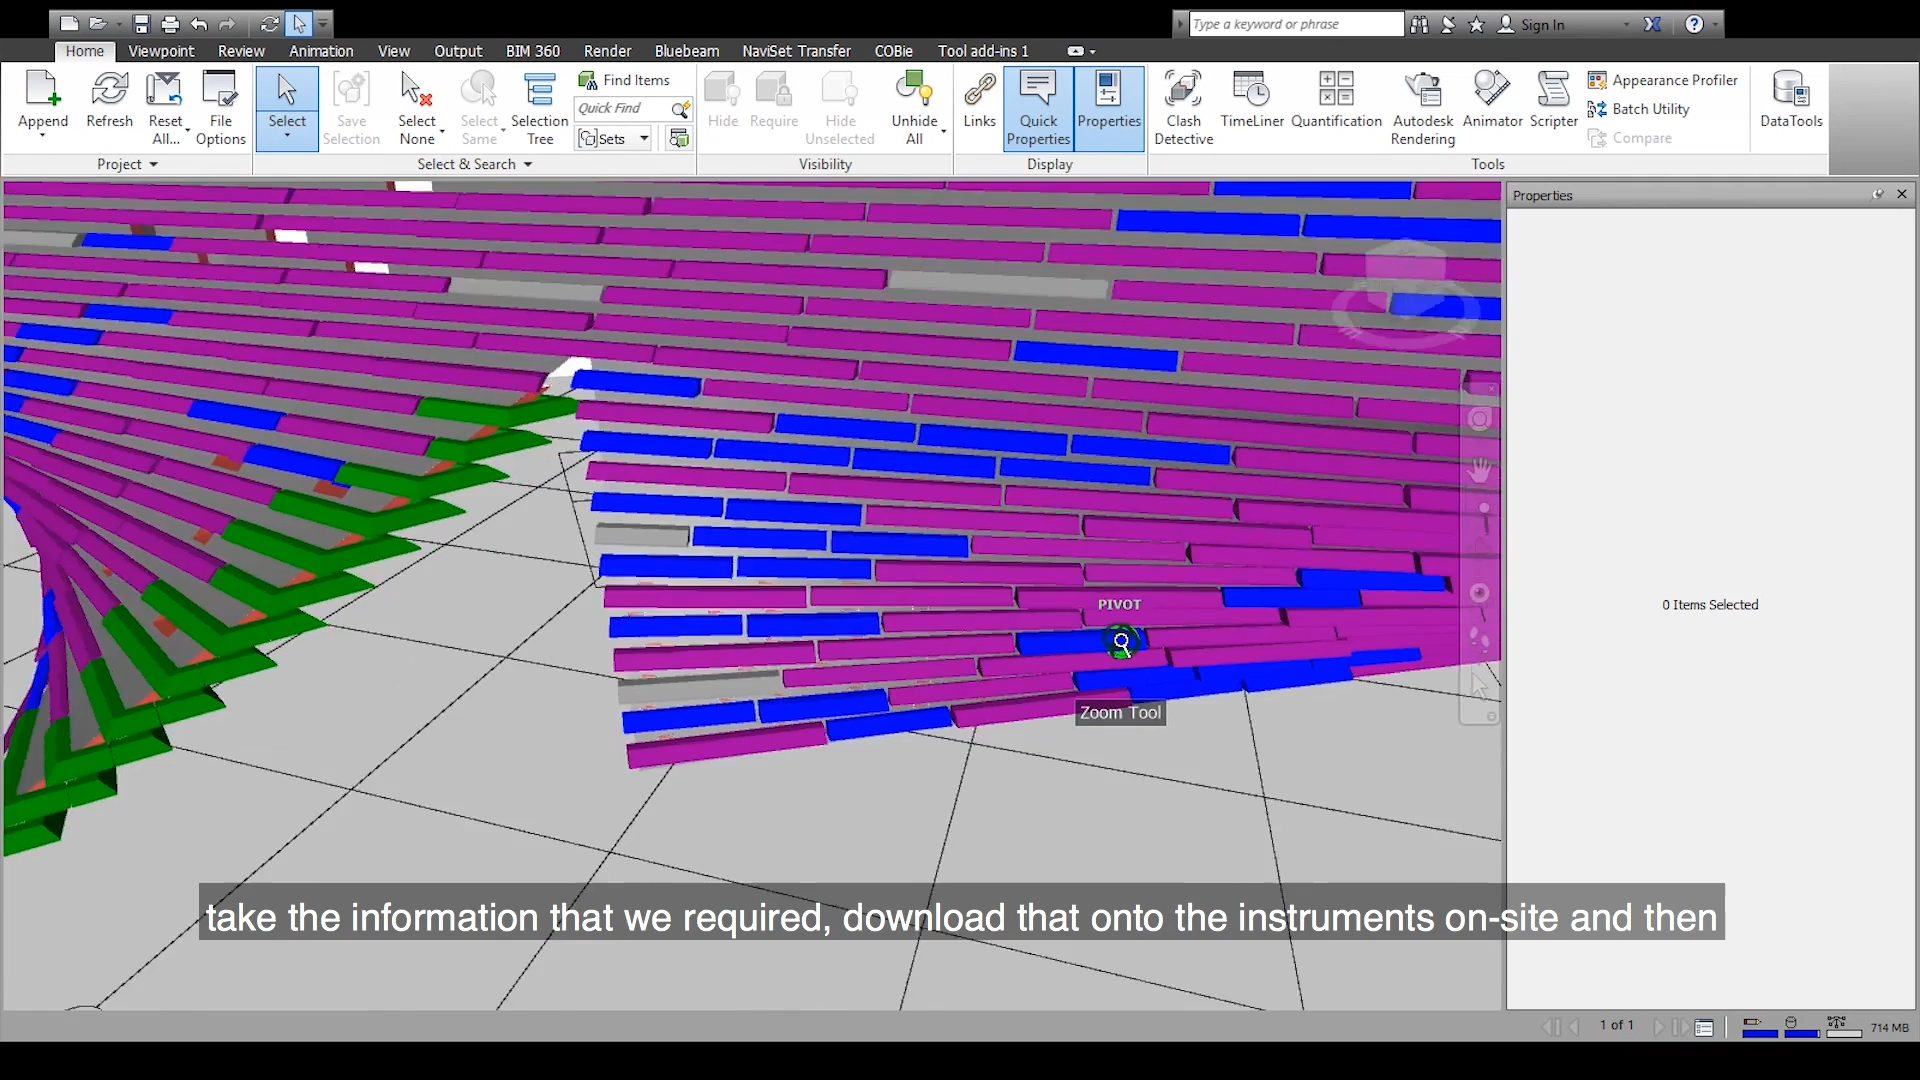 Type a keyword or phrase
Sign In
Home Viewpoint Review Animation View Output BIM 360 Render Bluebeam NaviSet Transfer COBie Tool add-ins 1
Append
Refresh
Reset All...
File Options
Select
Save Selection
Select None
Select Same
Selection Tree
Find Items
Quick Find
Sets
Hide
Require
Hide Unselected
Unhide All
Links
Quick Properties
Properties
Clash Detective
TimeLiner
Quantification
Autodesk Rendering
Animator
Scripter
Appearance Profiler
Batch Utility
Compare
DataTools
Project
Select & Search
Visibility
Display
Tools
Properties
PIVOT
0 Items Selected
Zoom Tool
take the information that we required, download that onto the instruments on-site and then
1 of 1
714 MB